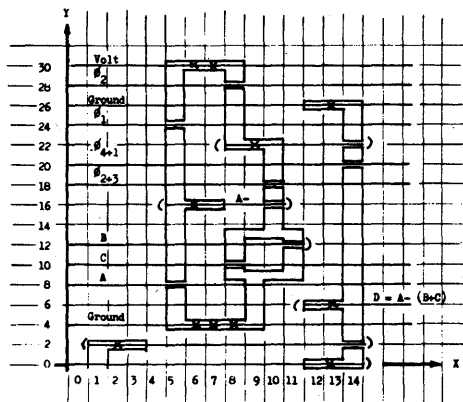 Y
30 Volt
28 ϕ2
26 Ground
24 ϕ1
22 ϕ4+1
20
18 ϕ2+3
16 A-
14
12 B
10 C
8 A
6 D = A- (B+C)
4 Ground
2
0 X
0 1 2 3 4 5 6 7 8 9 10 11 12 13 14